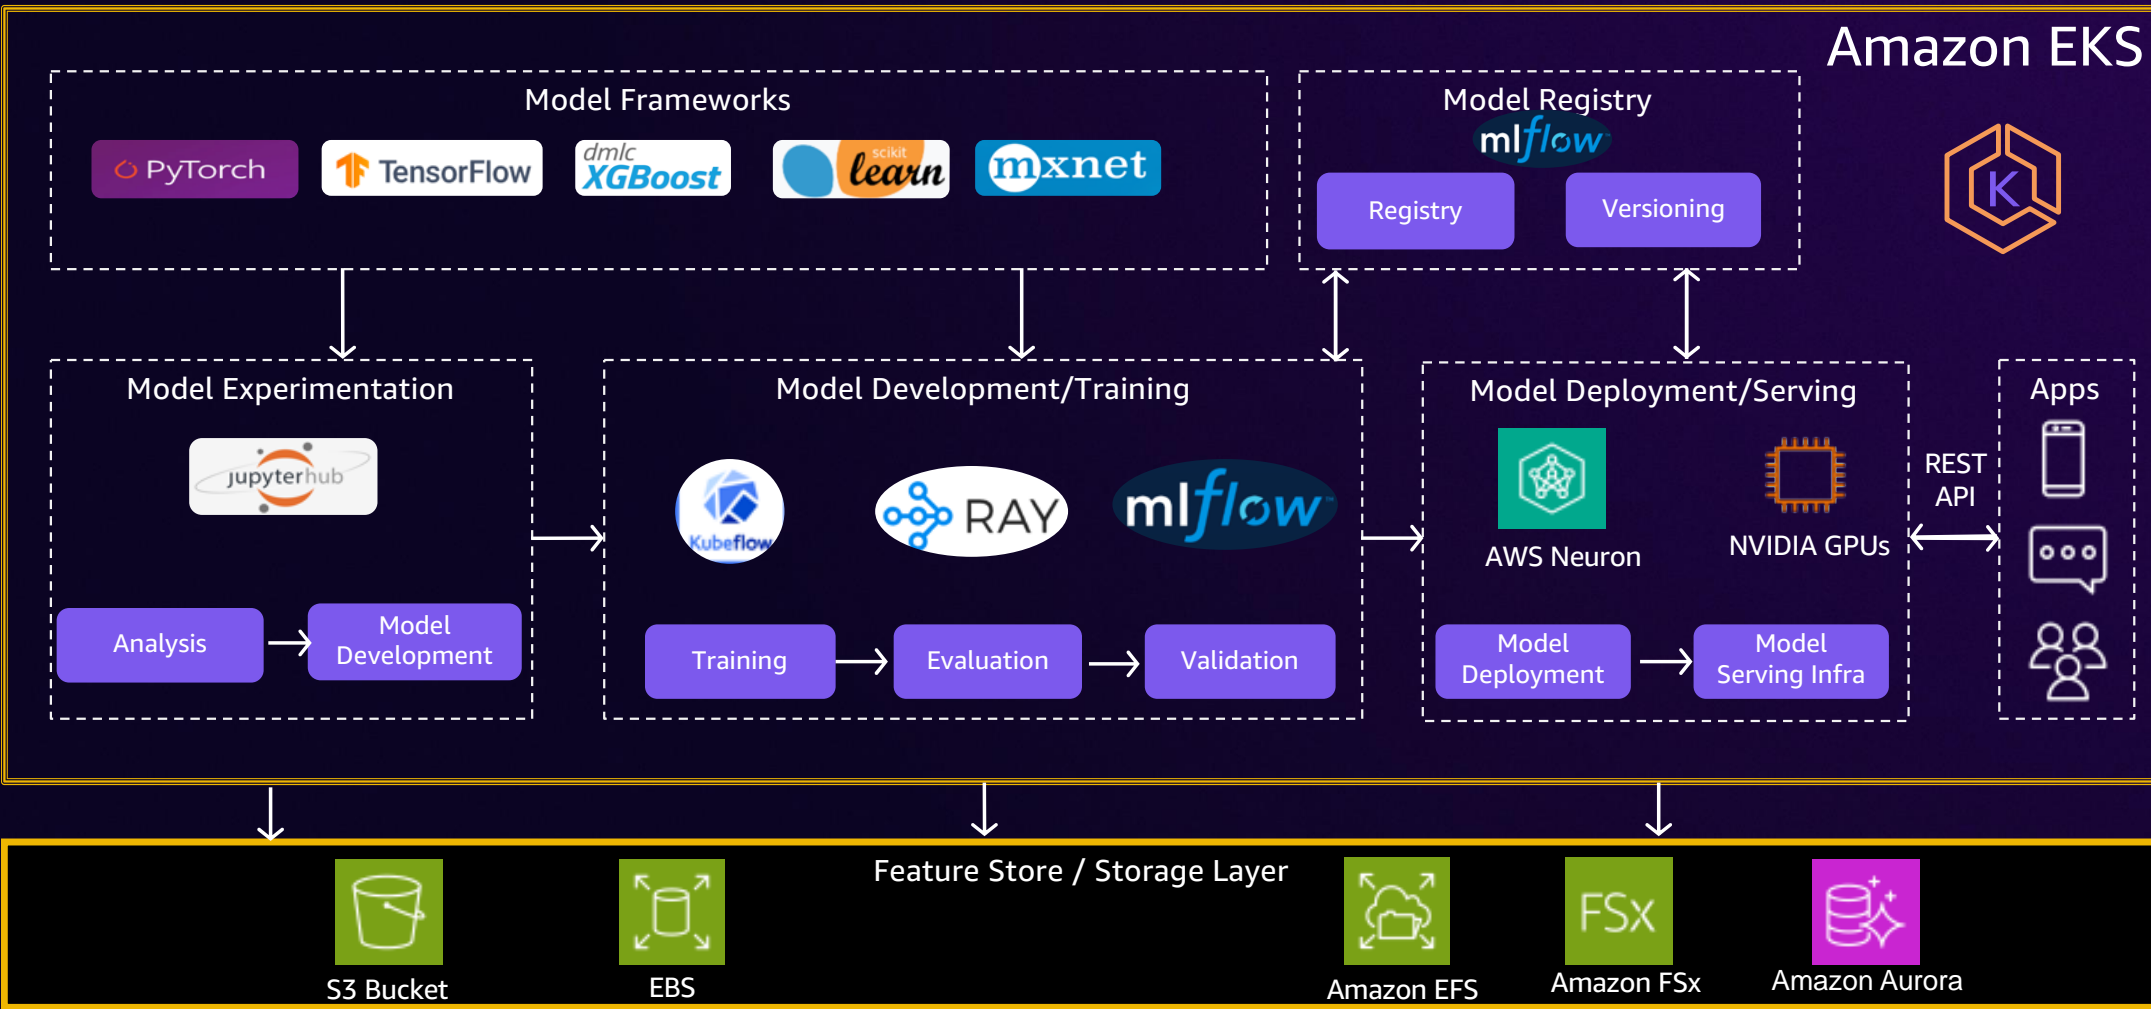 Amazon EKS
Model Frameworks
PyTorch
TensorFlow
dmlc
XGBoost
scikit
learn
mxnet
Model Registry
mlflow
Registry
Versioning
K
Model Experimentation
jupyterhub
Analysis
Model
Development
Model Development/Training
Kubeflow
RAY
mlflow™
Training
Evaluation
Validation
Model Deployment/Serving
AWS Neuron
NVIDIA GPUs
Model
Deployment
Model
Serving Infra
REST
API
Apps
Feature Store / Storage Layer
S3 Bucket
EBS
Amazon EFS
FSx
Amazon FSx
Amazon Aurora